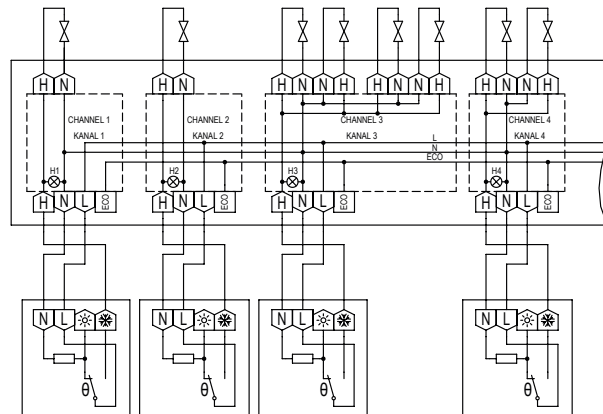 H N H N H N N H H N N H H N N H
CHANNEL 1 CHANNEL 2 CHANNEL 3 CHANNEL 4
KANAL 1 KANAL 2 KANAL 3 L KANAL 4
N
ECO
H1 H2 H3 H4
H N L ECO H N L ECO H N L ECO H N L ECO
N L N L N L N L
θ θ θ θ